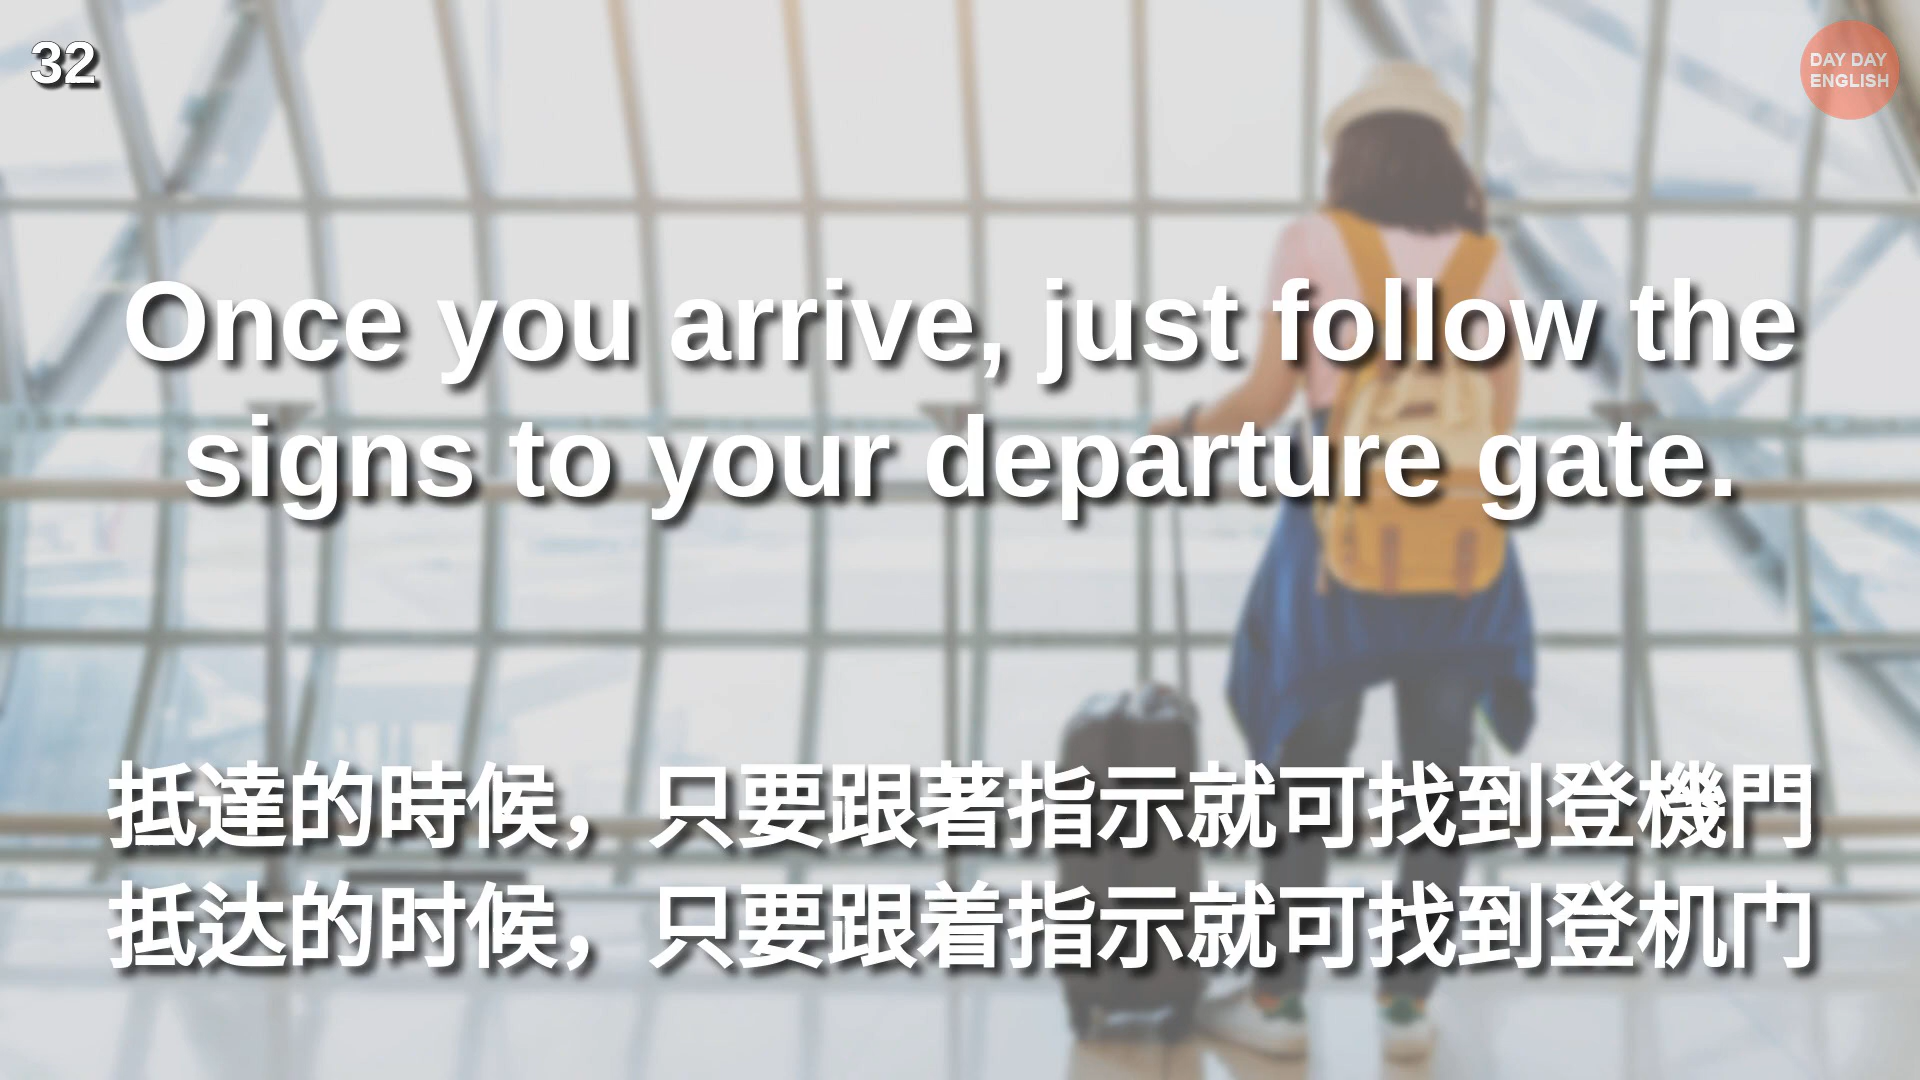 32
DAY DAY
ENGLISH
Once you arrive, just follow the
signs to your departure gate.
抵達的時候，只要跟著指示就可找到登機門
抵达的时候，只要跟着指示就可找到登机门